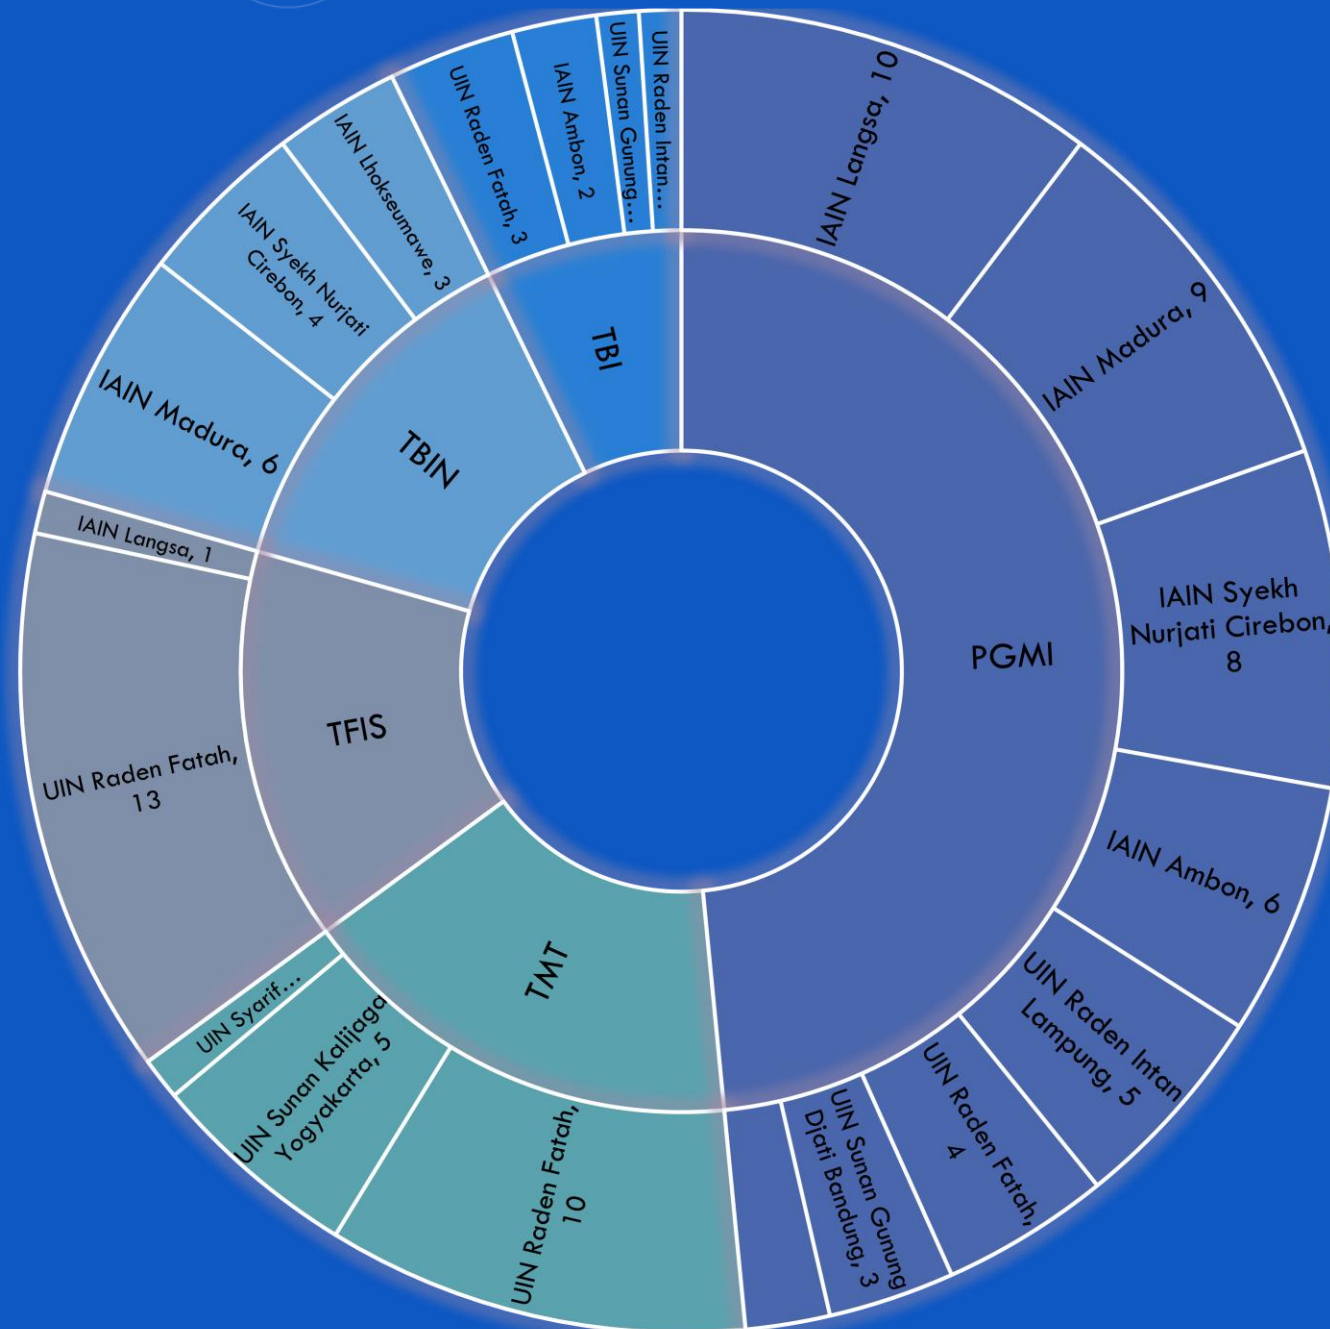 PGMI
IAIN Langsa, 10
IAIN Madura, 9
IAIN Syekh
Nurjati Cirebon,
8
IAIN Ambon, 6
UIN Raden Intan
Lampung, 5
UIN Raden Fatah,
4
UIN Sunan Gunung
Djati Bandung, 3
TMT
UIN Raden Fatah,
10
UIN Sunan Kalijaga
Yogyakarta, 5
UIN Syarif...
TFIS
UIN Raden Fatah,
13
IAIN Langsa, 1
TBIN
IAIN Madura, 6
IAIN Syekh Nurjati
Cirebon, 4
IAIN Lhokseumawe, 3
TBI
UIN Raden Fatah, 3
IAIN Ambon, 2
UIN Sunan Gunung...
UIN Raden Intan...